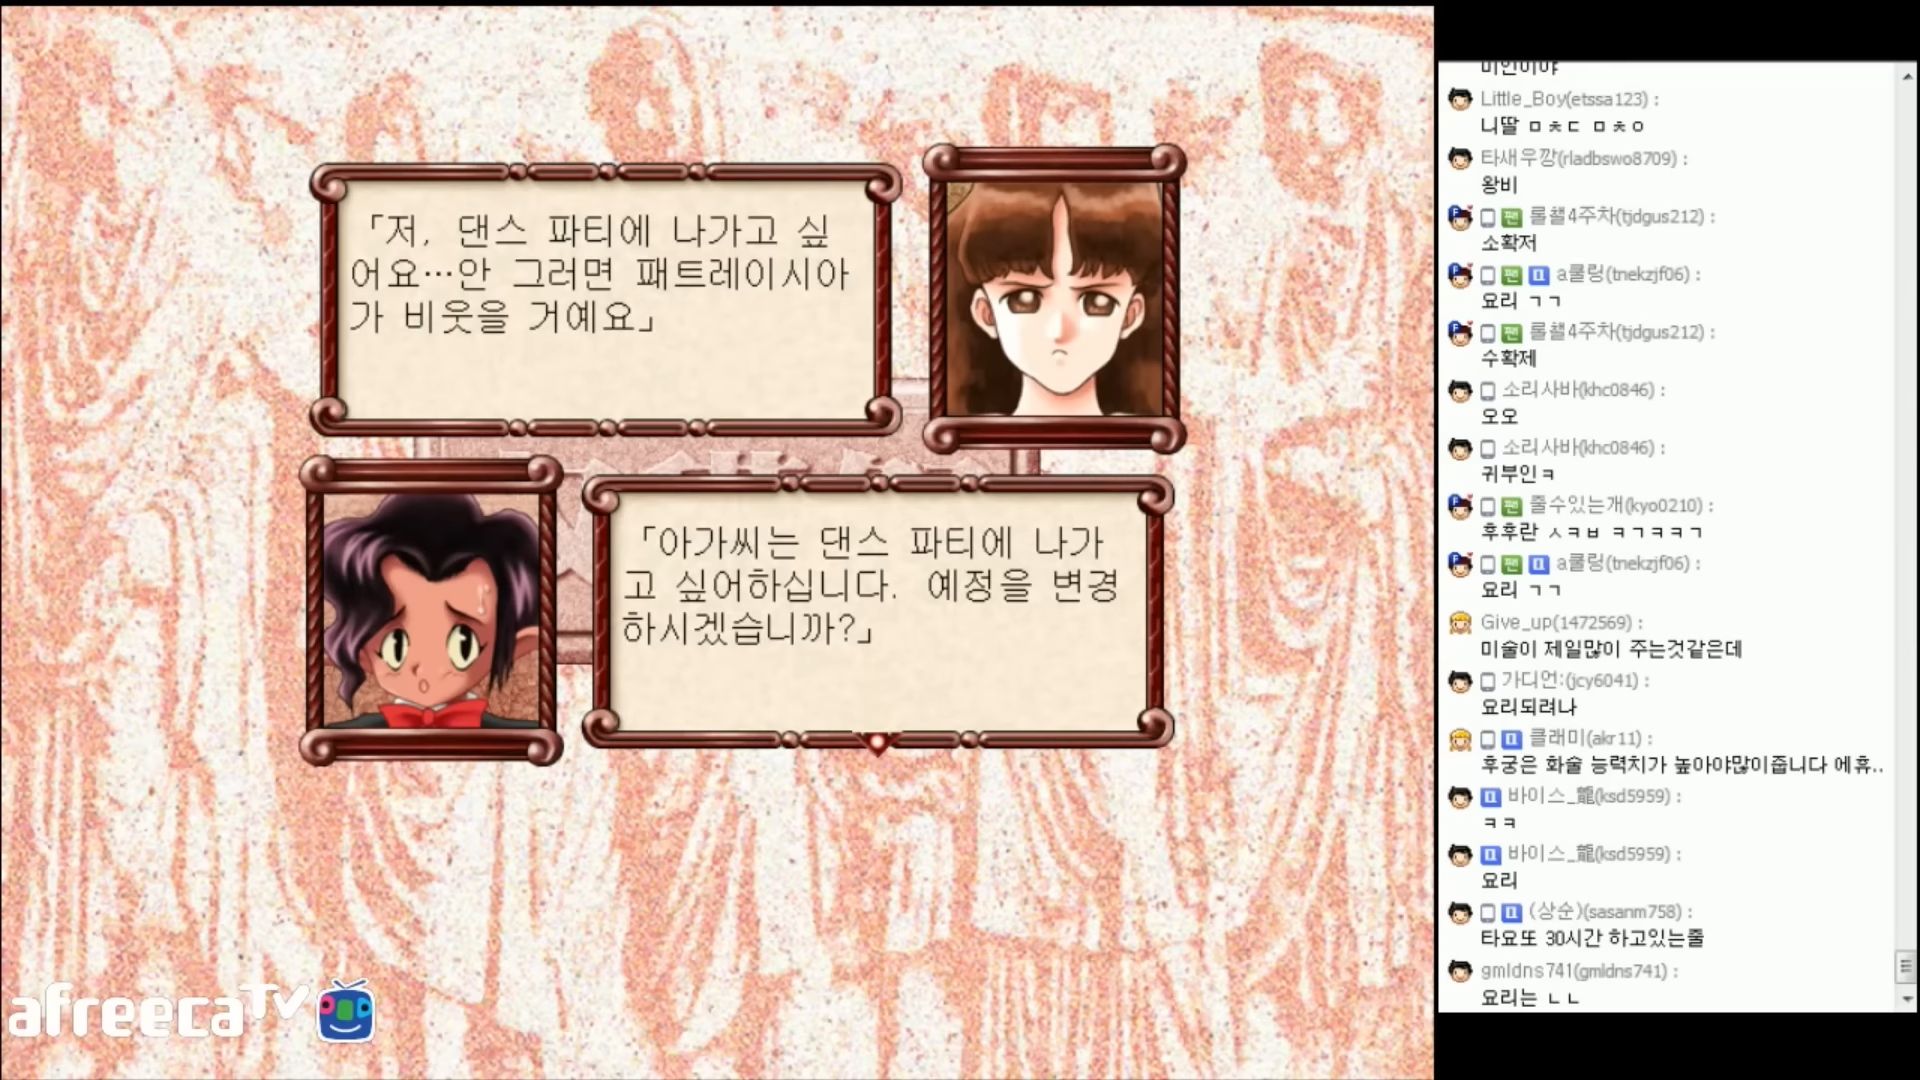 「저, 댄스 파티에 나가고 싶
어요…안 그러면 패트레이시아
가 비웃을 거예요」
「아가씨는 댄스 파티에 나가
고 싶어하십니다. 예정을 변경
하시겠습니까?」
afreecaTV
미인이야
Little_Boy(etssa123) :
니딸 ㅁㅊㄷ ㅁㅊㅇ
타새우깡(rladbswo8709) :
왕비
팬 롤챌4주차(tjdgus212) :
소확저
팬 a쿨링(tnekzjf06) :
요리 ㄱㄱ
팬 롤챌4주차(tjdgus212) :
수확제
소리사바(khc0846) :
오오
소리사바(khc0846) :
귀부인ㅋ
팬 줄수있는개(kyo0210) :
후후란 ㅅㅋㅂ ㅋㄱㅋㅋㄱ
팬 a쿨링(tnekzjf06) :
요리 ㄱㄱ
Give_up(1472569) :
미술이 제일많이 주는것같은데
가디언:(jcy6041) :
요리되려나
클래미(akr11) :
후궁은 화술 능력치가 높아야많이줍니다 에휴..
바이스_龍(ksd5959) :
ㅋㅋ
바이스_龍(ksd5959) :
요리
(상순)(sasanm758) :
타요또 30시간 하고있는줄
gmldns741(gmldns741) :
요리는 ㄴㄴ